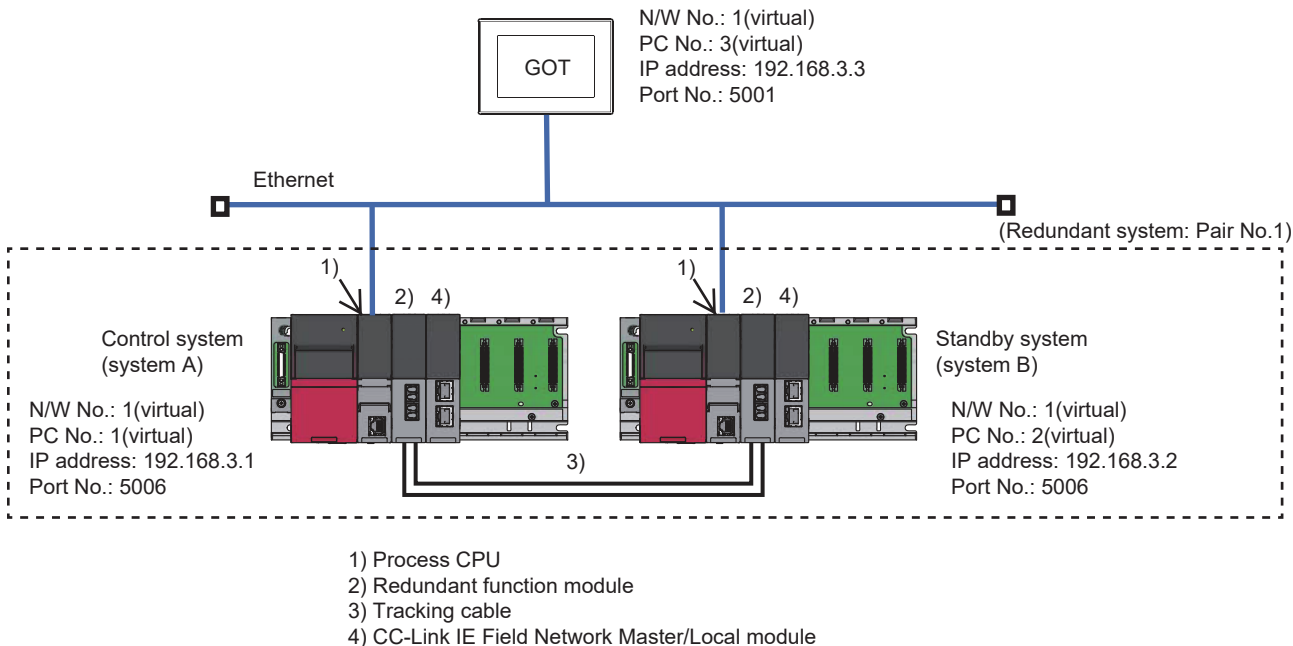 N/W No.: 1(virtual)
PC No.: 3(virtual)
IP address: 192.168.3.3
Port No.: 5001
GOT
Ethernet
(Redundant system: Pair No.1)
1)
2)
4)
1)
2)
4)
Control system
(system A)
Standby system
(system B)
N/W No.: 1(virtual)
PC No.: 1(virtual)
IP address: 192.168.3.1
Port No.: 5006
3)
N/W No.: 1(virtual)
PC No.: 2(virtual)
IP address: 192.168.3.2
Port No.: 5006
1) Process CPU
2) Redundant function module
3) Tracking cable
4) CC-Link IE Field Network Master/Local module